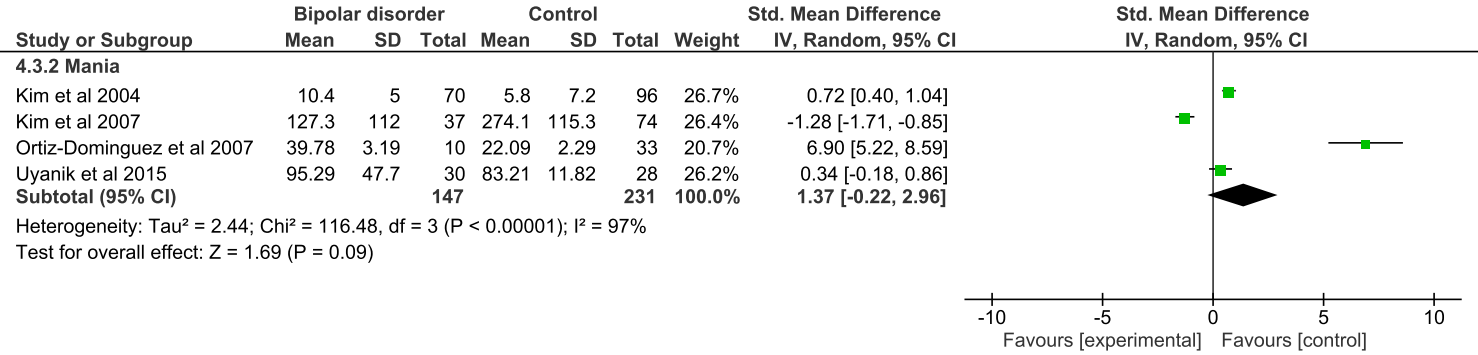 Bipolar disorder Control Std. Mean Difference Std. Mean Difference
Study or Subgroup Mean SD Total Mean SD Total Weight IV, Random, 95% CI IV, Random, 95% CI
4.3.2 Mania
Kim et al 2004 10.4 5 70 5.8 7.2 96 26.7% 0.72 [0.40, 1.04]
Kim et al 2007 127.3 112 37 274.1 115.3 74 26.4% -1.28 [-1.71, -0.85]
Ortiz-Dominguez et al 2007 39.78 3.19 10 22.09 2.29 33 20.7% 6.90 [5.22, 8.59]
Uyanik et al 2015 95.29 47.7 30 83.21 11.82 28 26.2% 0.34 [-0.18, 0.86]
Subtotal (95% CI) 147 231 100.0% 1.37 [-0.22, 2.96]
Heterogeneity: Tau² = 2.44; Chi² = 116.48, df = 3 (P < 0.00001); I² = 97%
Test for overall effect: Z = 1.69 (P = 0.09)
-10 -5 0 5 10
Favours [experimental] Favours [control]